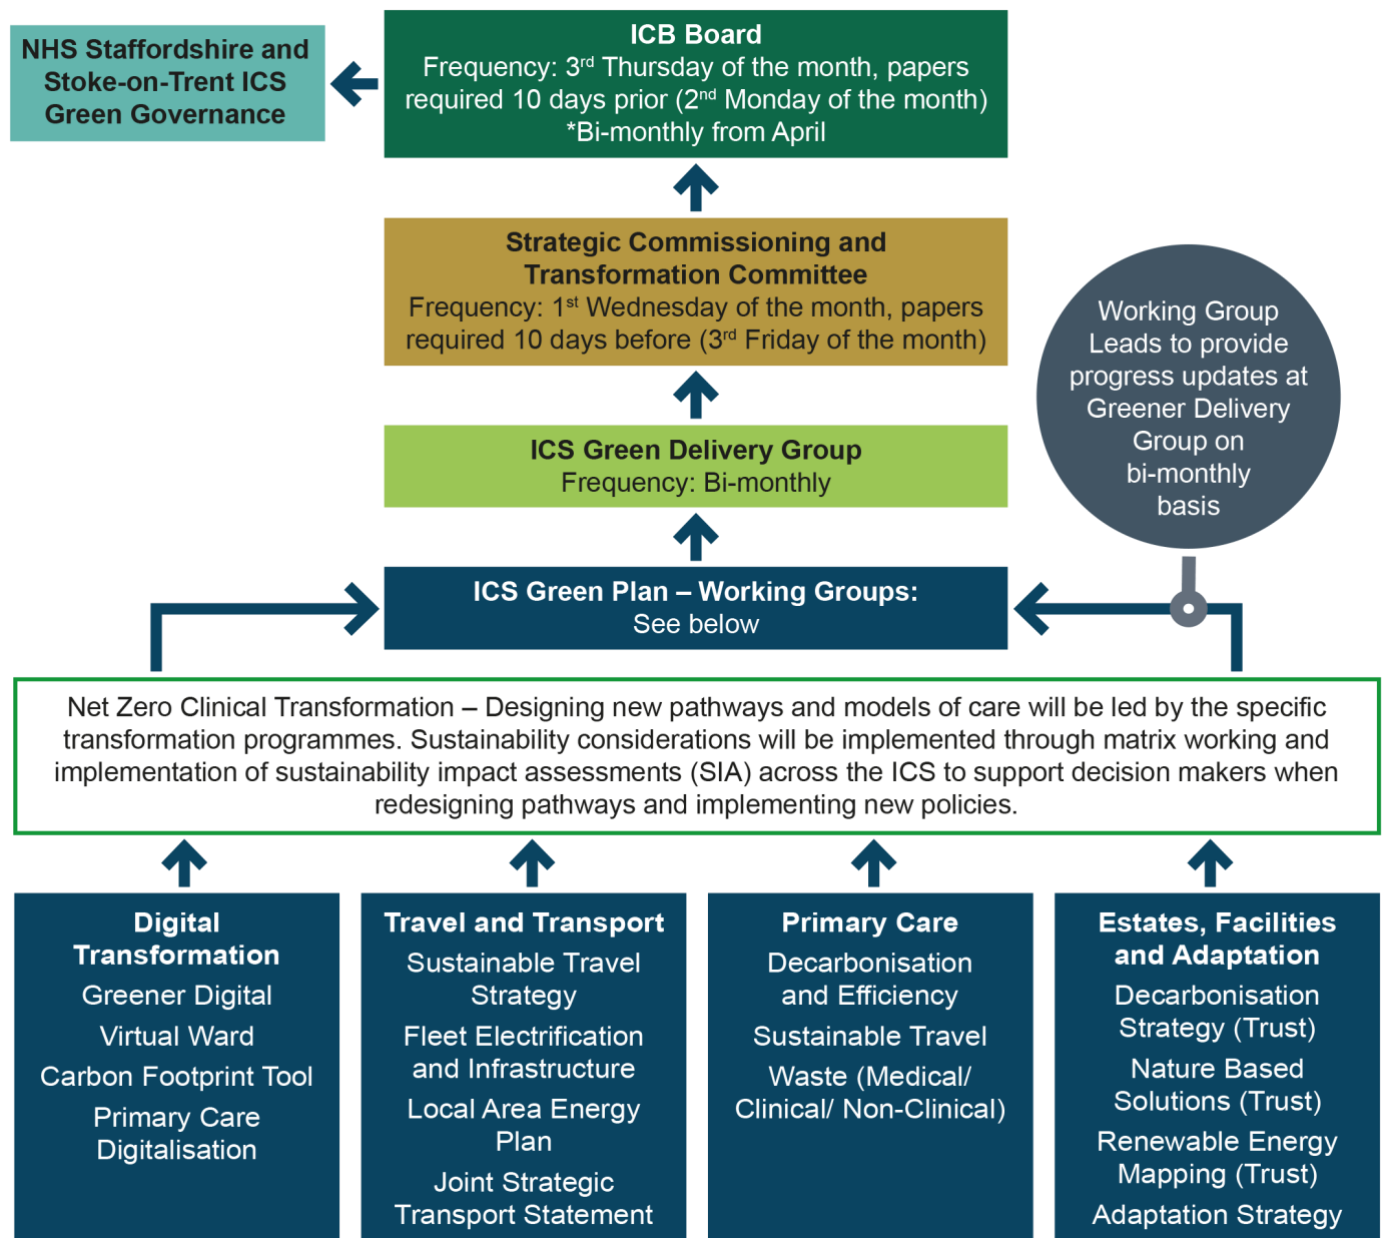 NHS Staffordshire and
Stoke-on-Trent ICS
Green Governance
ICB Board
Frequency: 3rd Thursday of the month, papers
required 10 days prior (2nd Monday of the month)
*Bi-monthly from April
Strategic Commissioning and
Transformation Committee
Frequency: 1st Wednesday of the month, papers
required 10 days before (3rd Friday of the month)
Working Group
Leads to provide
progress updates at
Greener Delivery
Group on
bi-monthly
basis
ICS Green Delivery Group
Frequency: Bi-monthly
ICS Green Plan – Working Groups:
See below
Net Zero Clinical Transformation – Designing new pathways and models of care will be led by the specific
transformation programmes. Sustainability considerations will be implemented through matrix working and
implementation of sustainability impact assessments (SIA) across the ICS to support decision makers when
redesigning pathways and implementing new policies.
Digital
Transformation
Greener Digital
Virtual Ward
Carbon Footprint Tool
Primary Care
Digitalisation
Travel and Transport
Sustainable Travel
Strategy
Fleet Electrification
and Infrastructure
Local Area Energy
Plan
Joint Strategic
Transport Statement
Primary Care
Decarbonisation
and Efficiency
Sustainable Travel
Waste (Medical/
Clinical/ Non-Clinical)
Estates, Facilities
and Adaptation
Decarbonisation
Strategy (Trust)
Nature Based
Solutions (Trust)
Renewable Energy
Mapping (Trust)
Adaptation Strategy